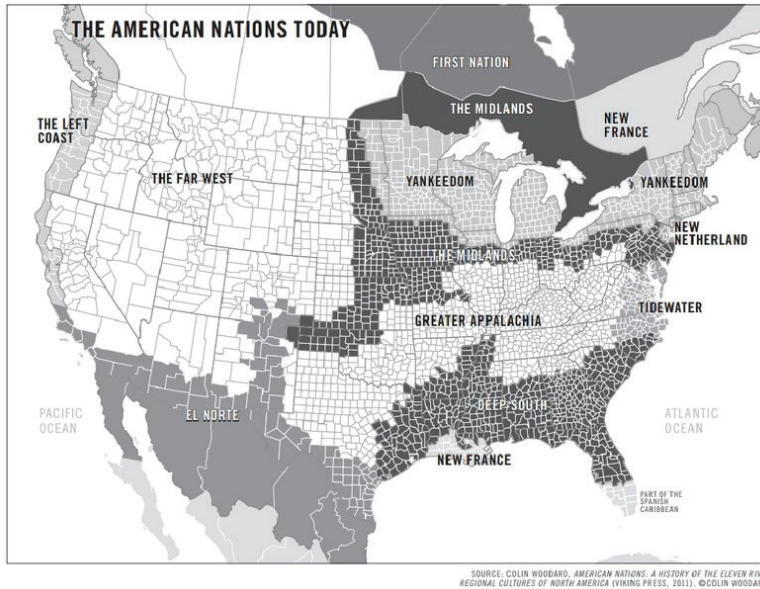 THE AMERICAN NATIONS TODAY
FIRST NATION
THE MIDLANDS
NEW
FRANCE
THE LEFT
COAST
THE FAR WEST
YANKEEDOM
YANKEEDOM
NEW
NETHERLAND
THE MIDLANDS
TIDEWATER
GREATER APPALACHIA
DEEP SOUTH
EL NORTE
PACIFIC
OCEAN
ATLANTIC
OCEAN
NEW FRANCE
PART OF THE
SPANISH
CARIBBEAN
SOURCE: COLIN WOODARD, AMERICAN NATIONS: A HISTORY OF THE ELEVEN RIV
REGIONAL CULTURES OF NORTH AMERICA (VIKING PRESS, 2011). ©COLIN WOODAR